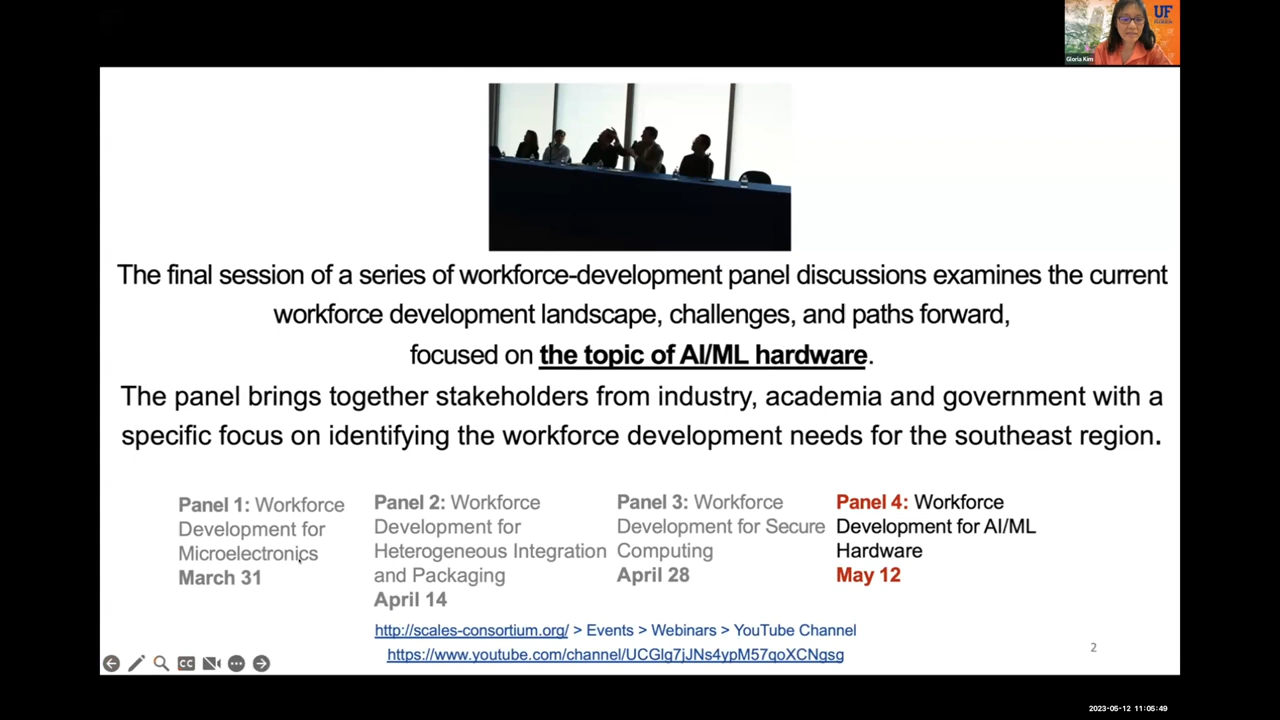 UF
FLORIDA
Gloria Kim
The final session of a series of workforce-development panel discussions examines the current
workforce development landscape, challenges, and paths forward,
focused on the topic of AI/ML hardware.
The panel brings together stakeholders from industry, academia and government with a
specific focus on identifying the workforce development needs for the southeast region.
Panel 1: Workforce
Development for
Microelectronics
March 31
Panel 2: Workforce
Development for
Heterogeneous Integration
and Packaging
April 14
Panel 3: Workforce
Development for Secure
Computing
April 28
Panel 4: Workforce
Development for AI/ML
Hardware
May 12
http://scales-consortium.org/ > Events > Webinars > YouTube Channel
https://www.youtube.com/channel/UCGlg7jJNs4ypM57qoXCNgsg
2
CC
2023-05-12 11:05:49